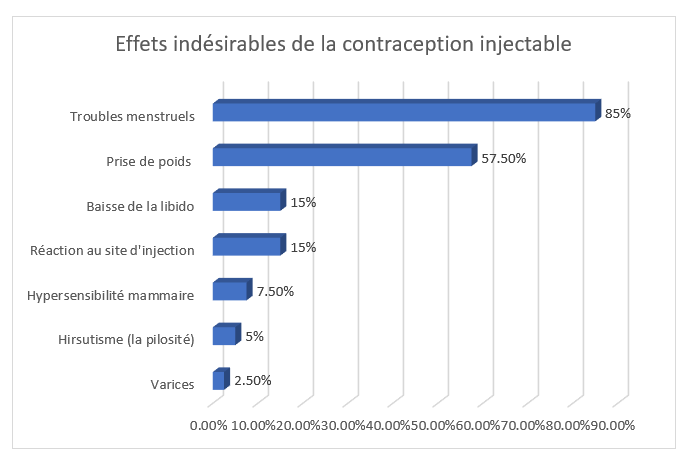 Effets indésirables de la contraception injectable
Troubles menstruels
85%
Prise de poids
57.50%
Baisse de la libido
15%
Réaction au site d'injection
15%
Hypersensibilité mammaire
7.50%
Hirsutisme (la pilosité)
5%
Varices
2.50%
0.00% 10.00%20.00%30.00%40.00%50.00%60.00%70.00%80.00%90.00%